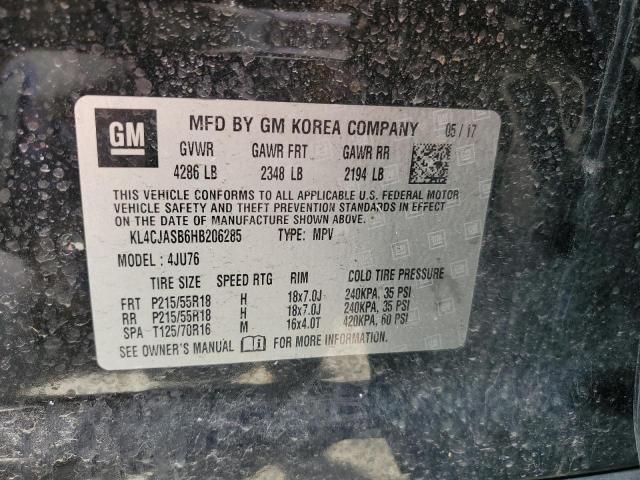 GM MFD BY GM KOREA COMPANY 05 / 17
GVWR GAWR FRT GAWR RR
4286 LB 2348 LB 2194 LB
THIS VEHICLE CONFORMS TO ALL APPLICABLE U.S. FEDERAL MOTOR
VEHICLE SAFETY AND THEFT PREVENTION STANDARDS IN EFFECT
ON THE DATE OF MANUFACTURE SHOWN ABOVE.
KL4CJASB6HB206285 TYPE: MPV
MODEL: 4JU76
TIRE SIZE SPEED RTG RIM COLD TIRE PRESSURE
FRT P215/55R18 H 18x7.0J 240KPA, 35 PSI
RR P215/55R18 H 18x7.0J 240KPA, 35 PSI
SPA T125/70R16 M 16x4.0T 420KPA, 60 PSI
SEE OWNER'S MANUAL FOR MORE INFORMATION.